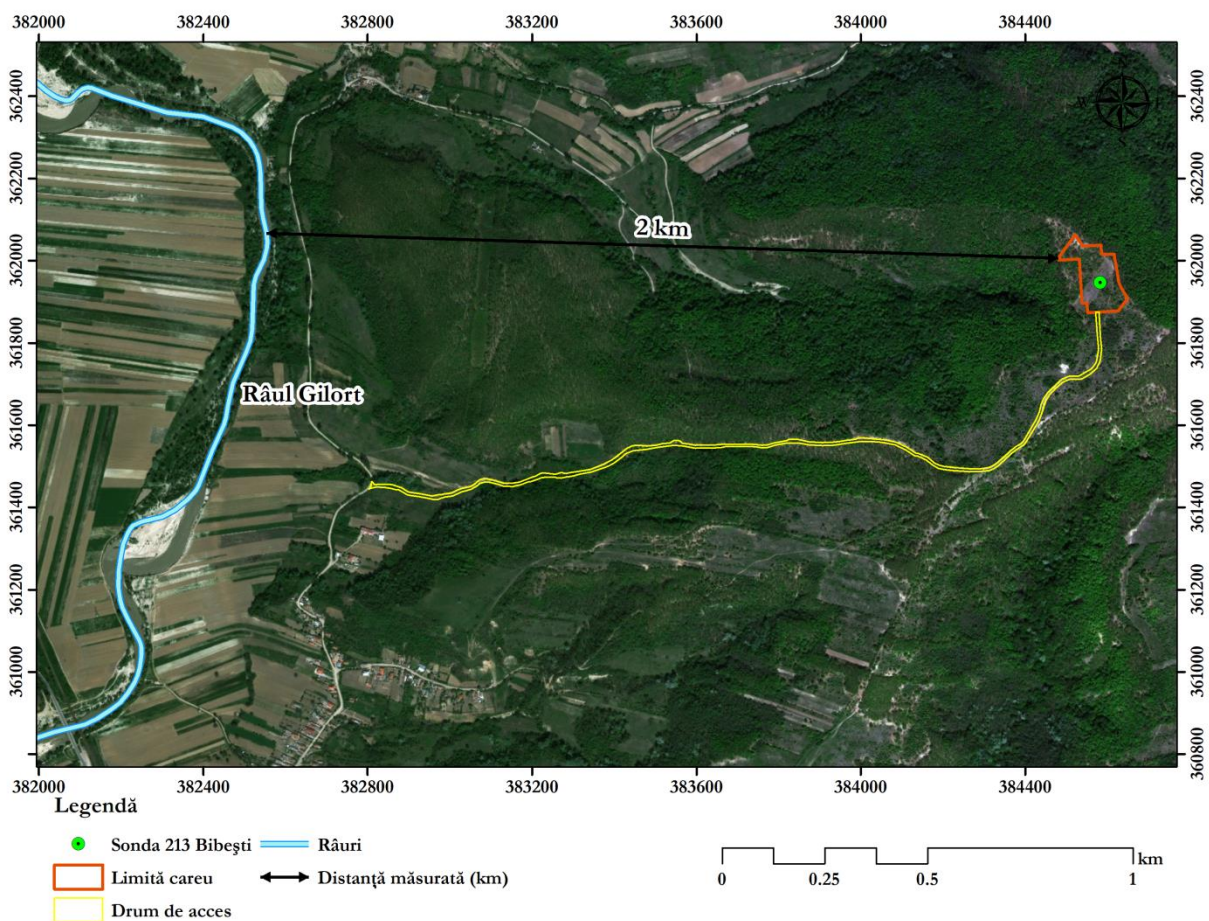 382000 382400 382800 383200 383600 384000 384400
362400 362400
362200 362200
2 km
362000 362000
361800 361800
Râul Gilort
361600 361600
361400 361400
361200 361200
361000 361000
360800
382000 382400 382800 383200 383600 384000 384400
Legendă
Sonda 213 Bibeşti Râuri
Limită careu Distanță măsurată (km)
Drum de acces
km
0 0.25 0.5 1